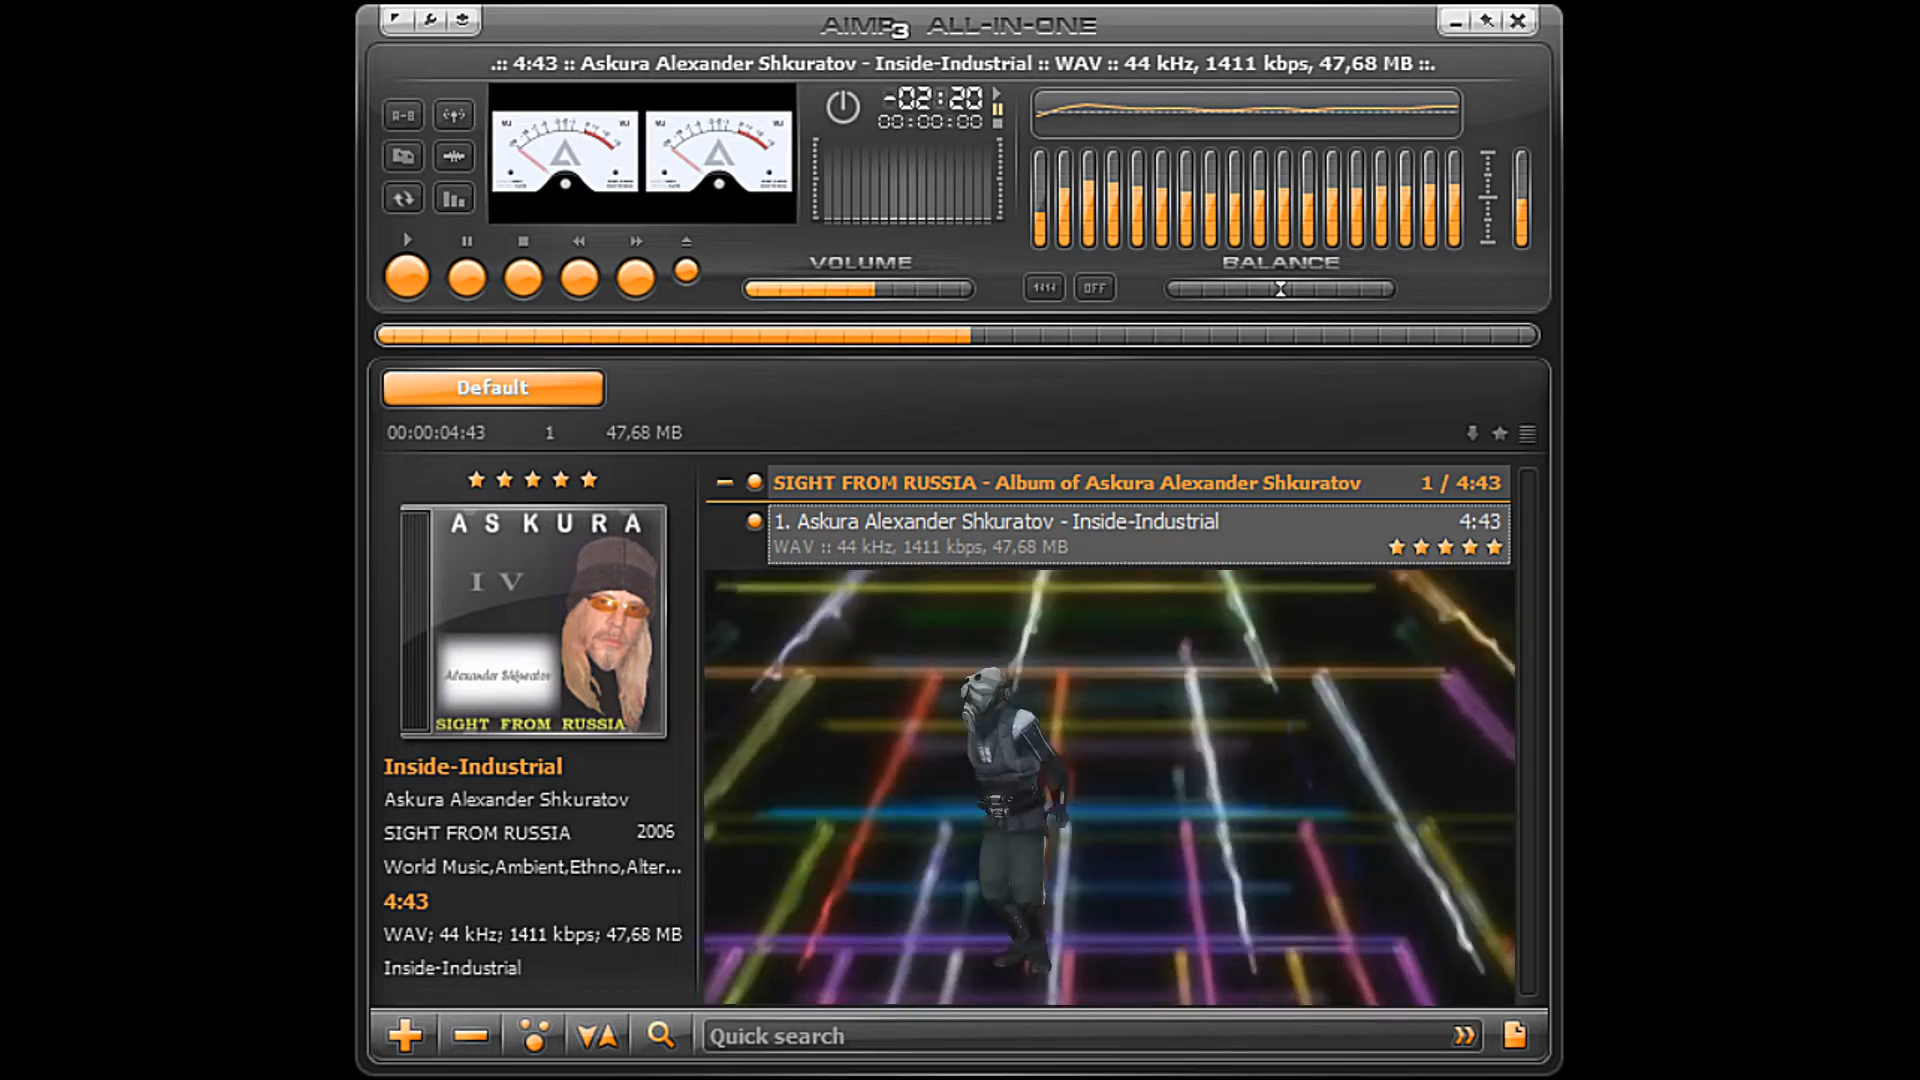 AIMP3 ALL-IN-ONE
.:: 4:43 :: Askura Alexander Shkuratov - Inside-Industrial :: WAV :: 44 kHz, 1411 kbps, 47,68 MB ::.
A-B
-02:20
00:00:00
VOLUME
OFF
BALANCE
Default
00:00:04:43 1 47,68 MB
SIGHT FROM RUSSIA - Album of Askura Alexander Shkuratov 1 / 4:43
1. Askura Alexander Shkuratov - Inside-Industrial 4:43
WAV :: 44 kHz, 1411 kbps, 47,68 MB
ASKURA
IV
Alexander Shkuratov
SIGHT FROM RUSSIA
Inside-Industrial
Askura Alexander Shkuratov
SIGHT FROM RUSSIA 2006
World Music,Ambient,Ethno,Alter...
4:43
WAV; 44 kHz; 1411 kbps; 47,68 MB
Inside-Industrial
Quick search